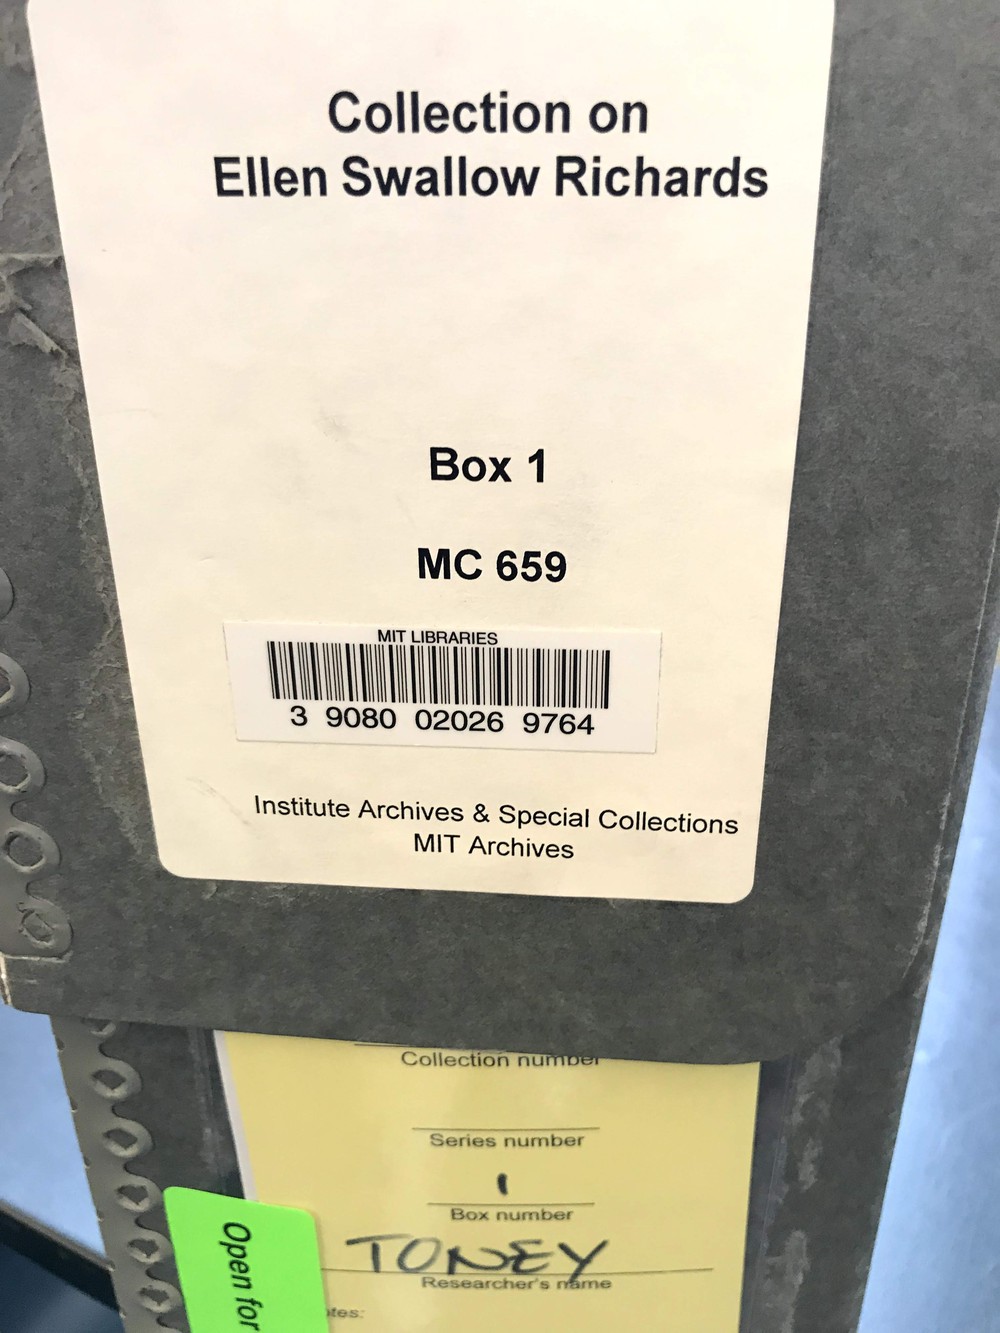 Collection on
Ellen Swallow Richards
Box 1
MC 659
MIT LIBRARIES
3 9080 02026 9764
Institute Archives & Special Collections
MIT Archives
Collection number
Series number
1
Box number
TONEY
Researcher's name
Open for